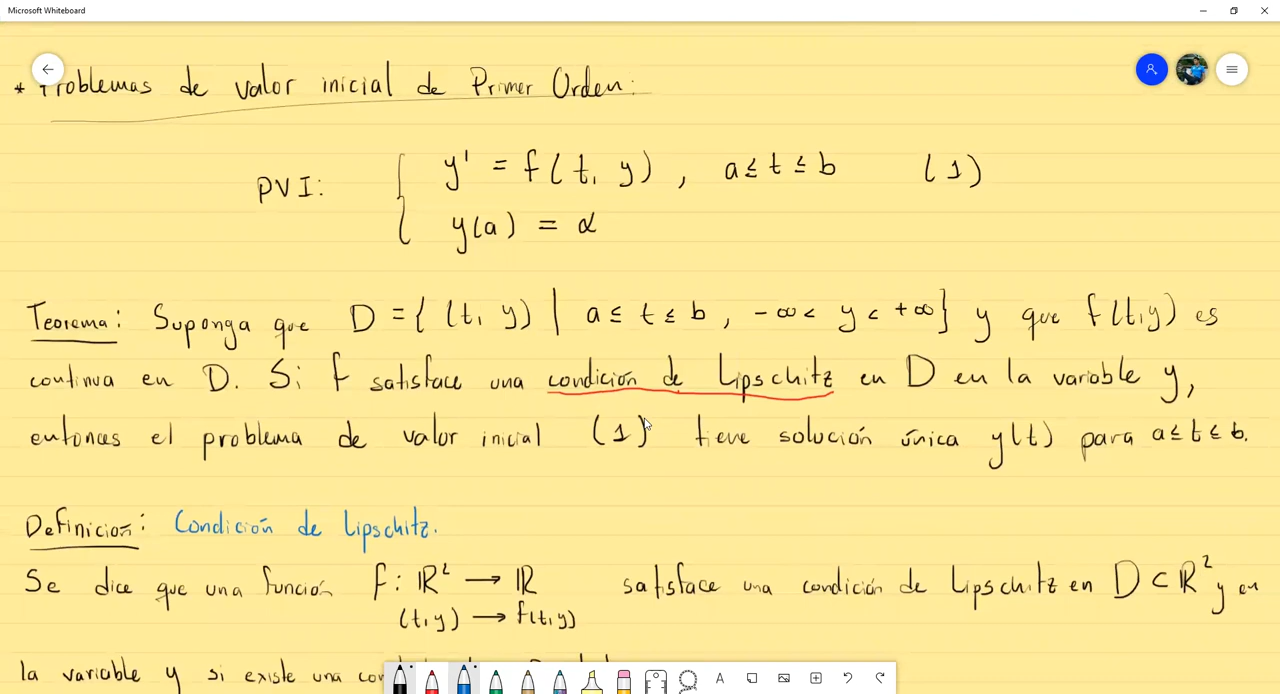 Microsoft Whiteboard
* Problemas de valor inicial de Primer Orden:
PVI: { y' = f(t, y) , a ≤ t ≤ b (1)
y(a) = α
Teorema: Suponga que D = { (t, y) | a ≤ t ≤ b , -∞ < y < +∞ } y que f(t,y) es
continua en D. Si f satisface una condición de Lipschitz en D en la variable y,
entonces el problema de valor inicial (1) tiene solución única y(t) para a ≤ t ≤ b.
Definición: Condición de Lipschitz.
Se dice que una función f: ℝ² → ℝ satisface una condición de Lipschitz en D ⊂ ℝ² y en
(t,y) → f(t,y)
la variable y si existe una
A